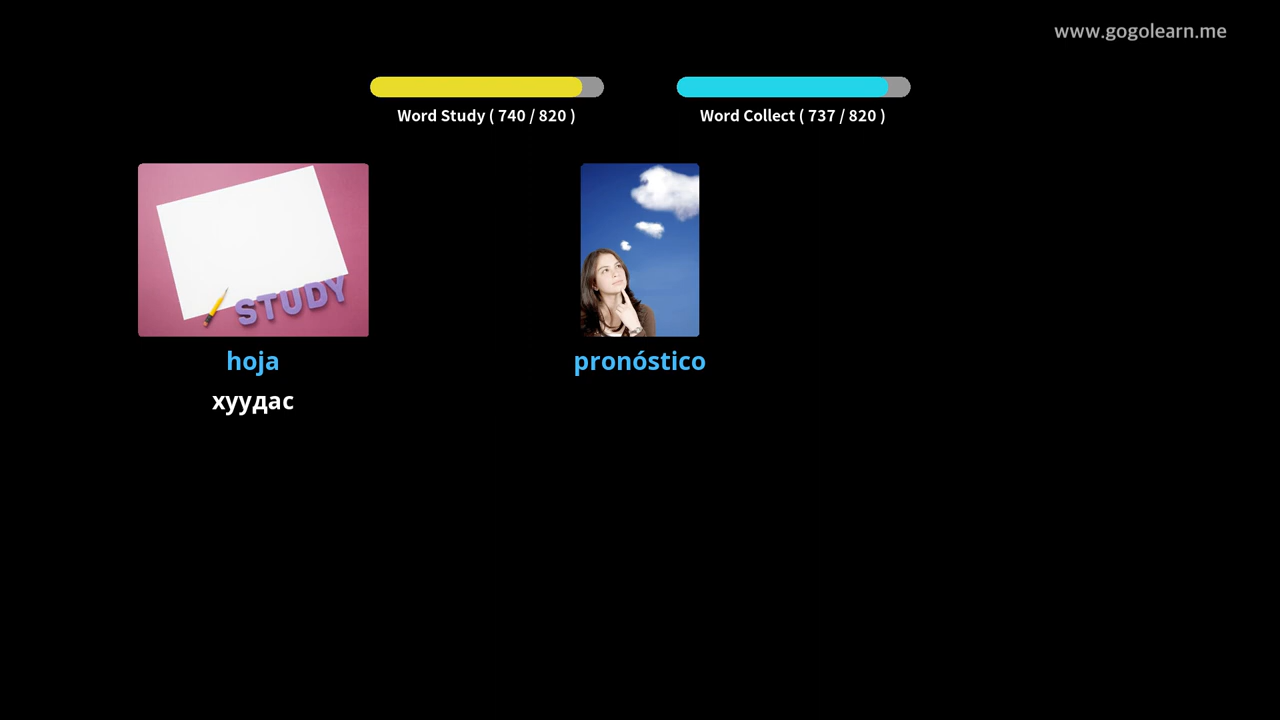 www.gogolearn.me
Word Study ( 740 / 820 )
Word Collect ( 737 / 820 )
STUDY
hoja
pronóstico
хуудас